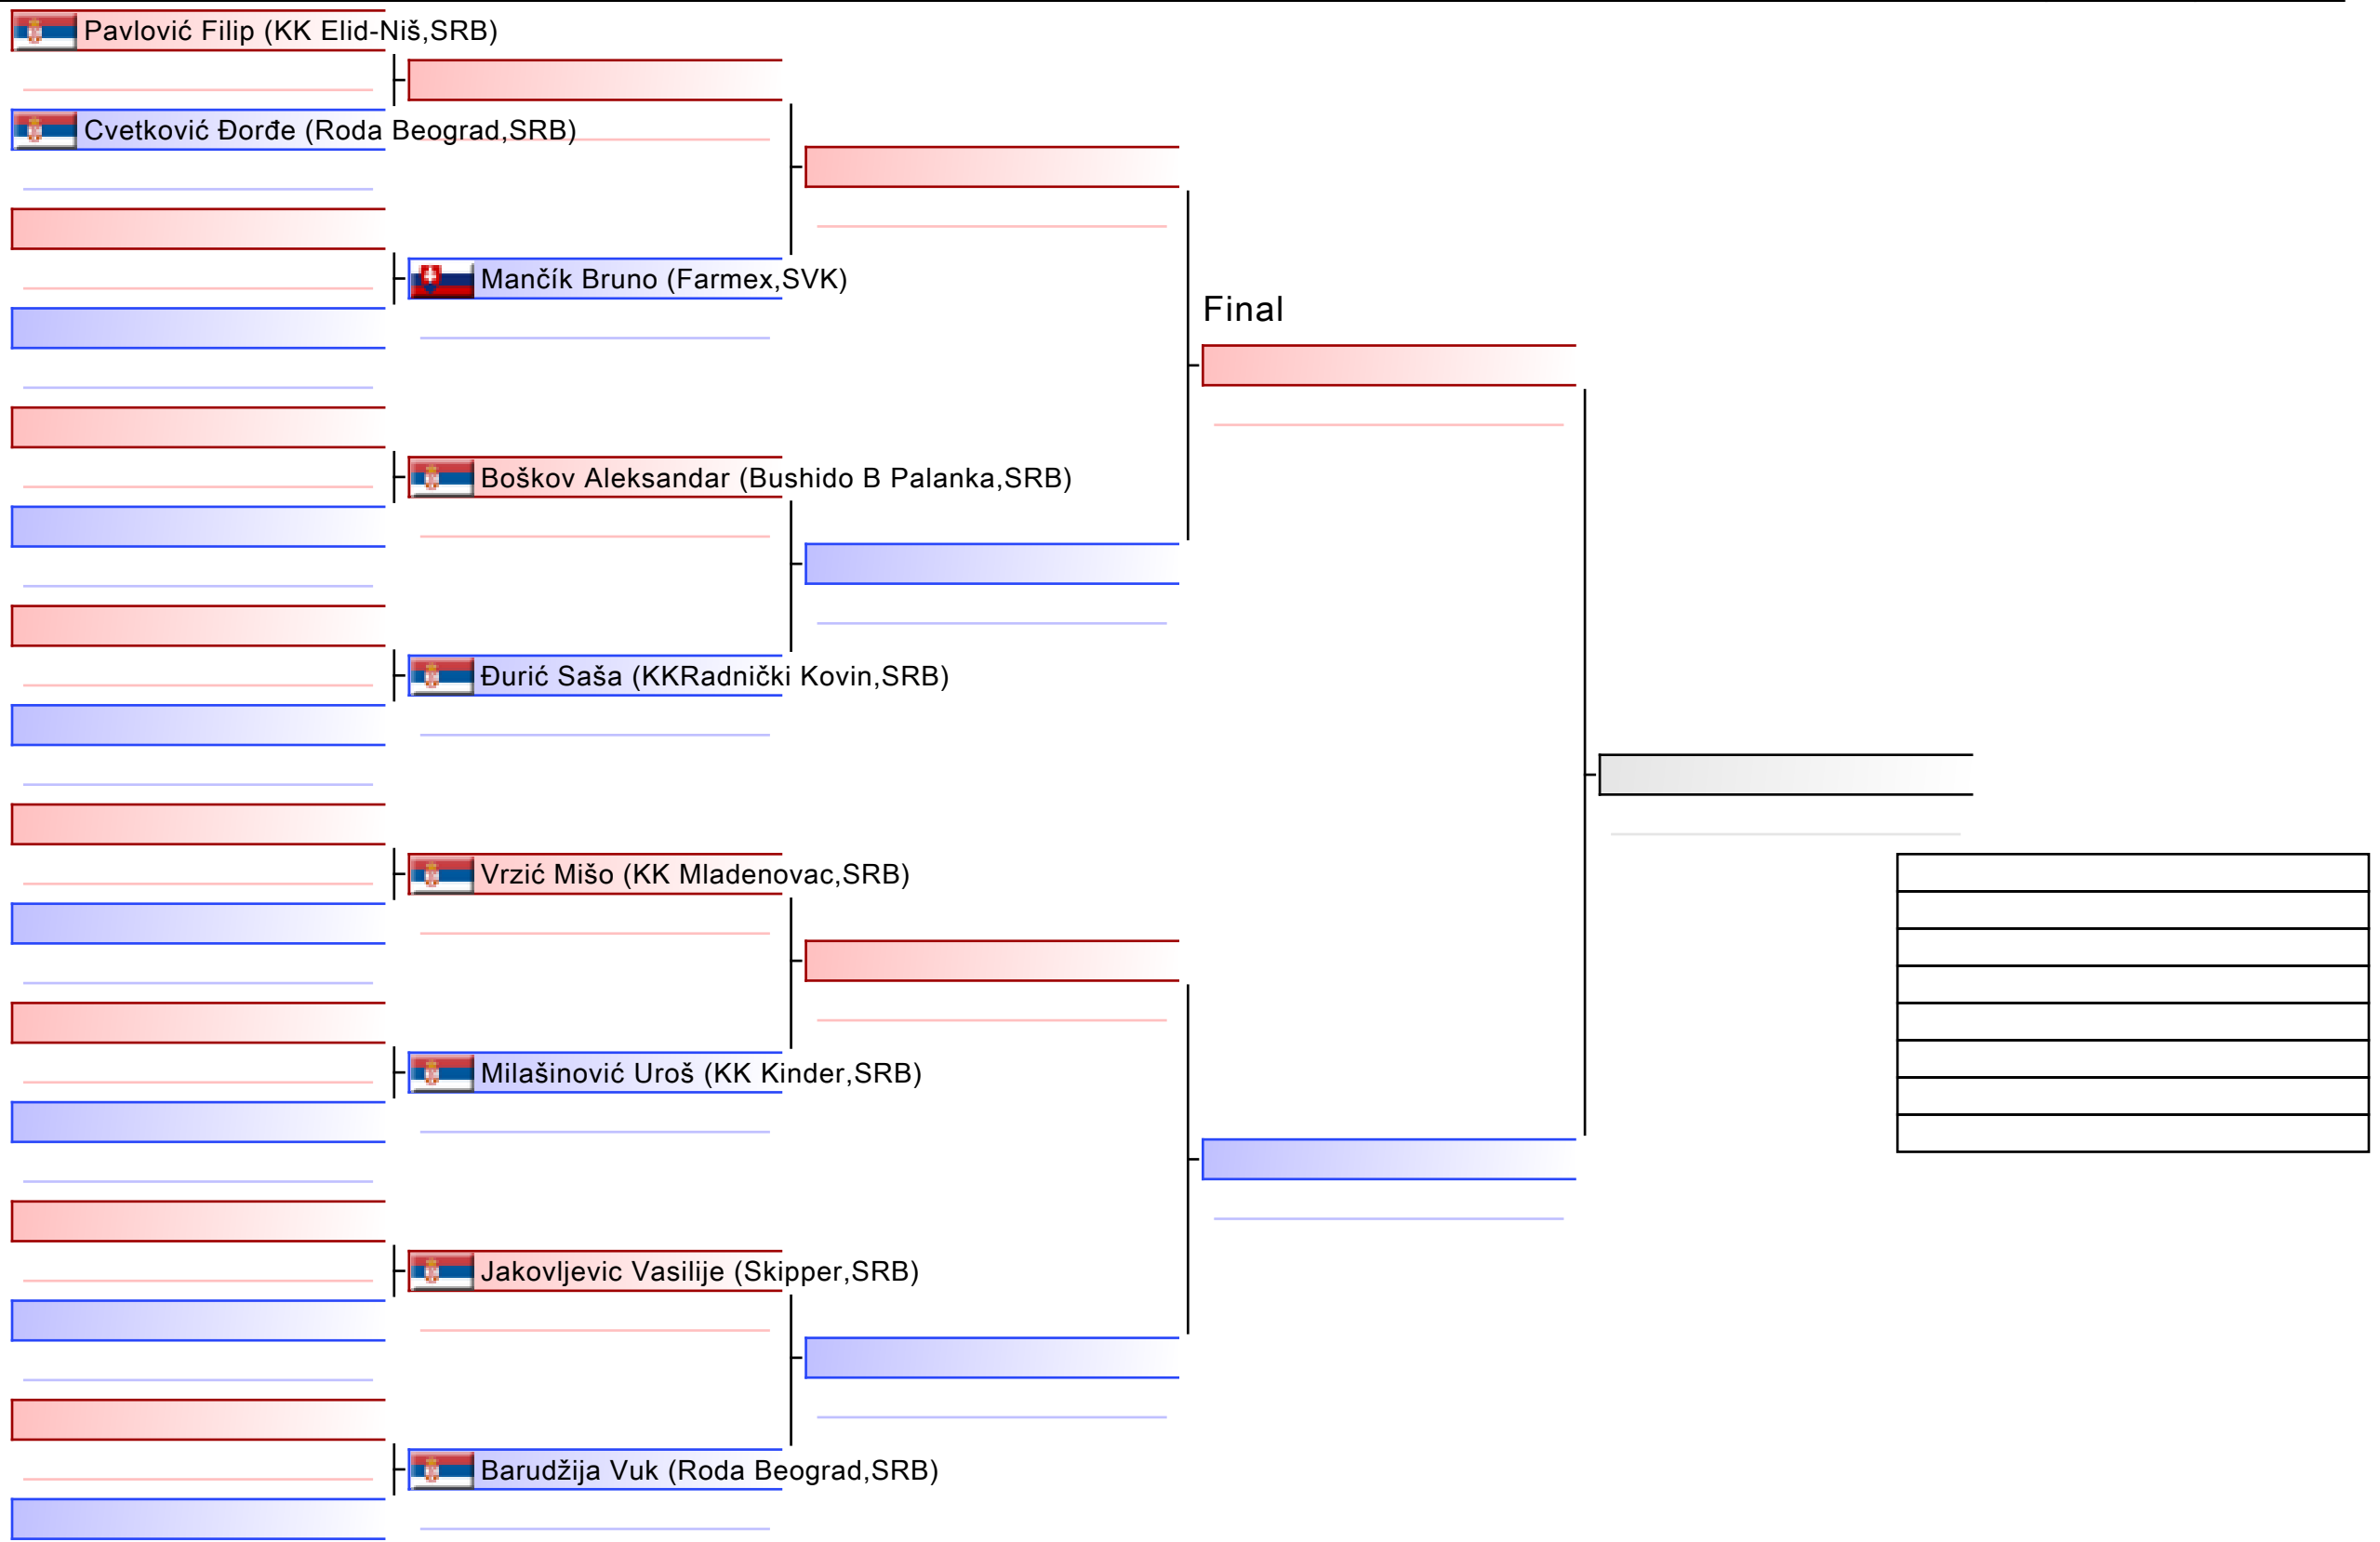 Pavlović Filip (KK Elid-Niš,SRB)
Cvetković Đorđe (Roda Beograd,SRB)
Mančík Bruno (Farmex,SVK)
Final
Boškov Aleksandar (Bushido B Palanka,SRB)
Đurić Saša (KKRadnički Kovin,SRB)
Vrzić Mišo (KK Mladenovac,SRB)
Milašinović Uroš (KK Kinder,SRB)
Jakovljevic Vasilije (Skipper,SRB)
Barudžija Vuk (Roda Beograd,SRB)